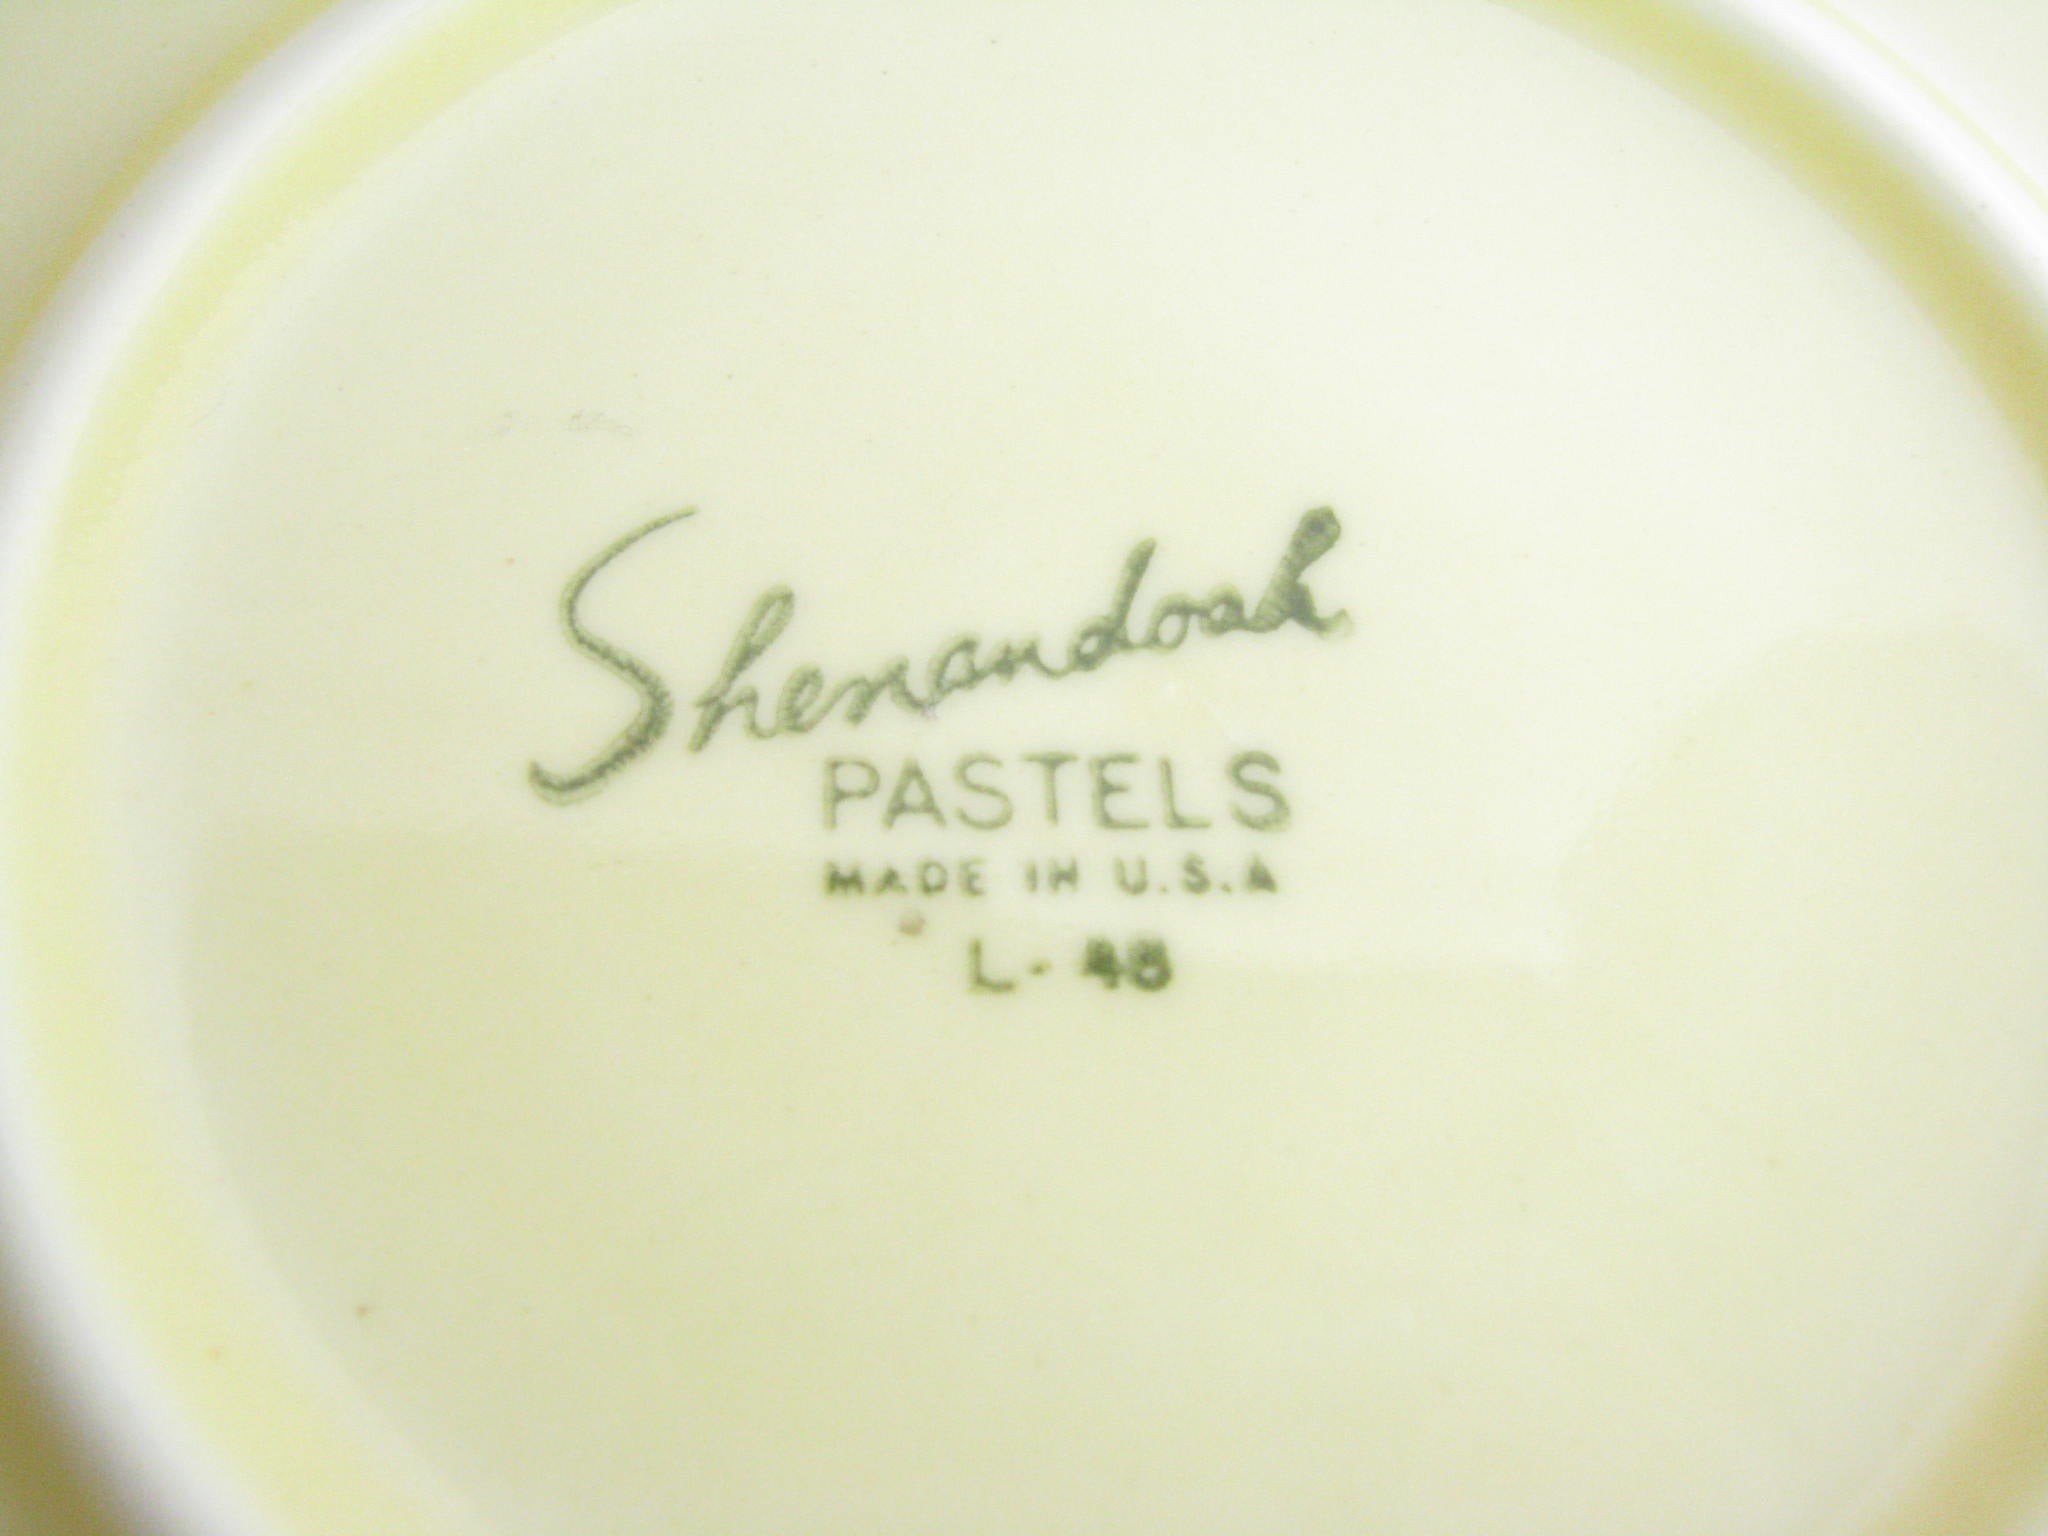 Shenandoah
PASTELS
MADE IN U.S.A
L-48